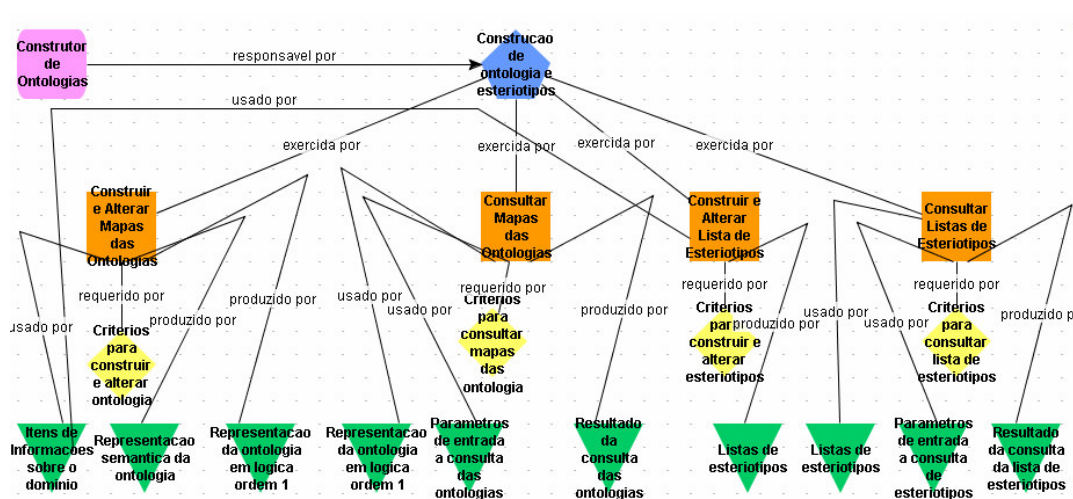 Construtor
de
Ontologias
responsavel por
Construcao
de
ontologia e
esteriotipos
usado por
exercida por
exercida por
exercida por
exercida por
Construir
e Alterar
Mapas
das
Ontologias
Consultar
Mapas
das
Ontologias
Construir e
Alterar
Lista de
Esteriotipos
Consultar
Listas de
Esteriotipos
requerido por
usado por
produzido por
produzido por
usado por
usado por
requerido por
produzido por
requerido por
produzido por
usado por
usado por
requerido por
produzido p
Criterios
para
construir
e alterar
ontologia
Criterios
para
consultar
mapas
das
ontologia
Criterios
para
construir e
alterar
esteriotipos
Criterios
para
consultar
lista de
esteriotipos
Itens de
Informacoes
sobre o
dominio
Representacao
semantica da
ontologia
Representacao
da ontologia
em logica
ordem 1
Representacao
da ontologia
em logica
ordem 1
Parametros
de entrada
a consulta
das
ontologias
Resultado
da
consulta
das
ontologias
Listas de
esteriotipos
Listas de
esteriotipos
Parametros
de entrada
a consulta
de
esteriotipos
Resultado
da consulta
da lista de
esteriotipos